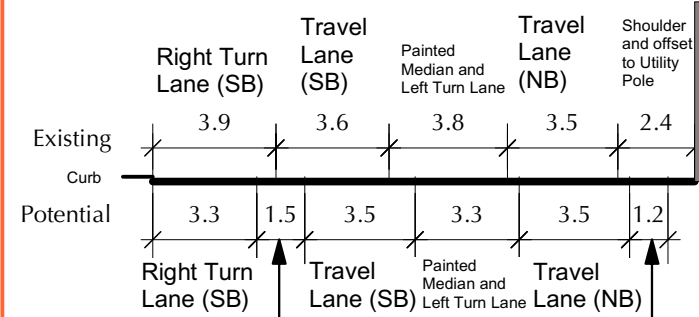 Right Turn
Lane (SB)
Travel
Lane
(SB)
Painted
Median and
Left Turn Lane
Travel
Lane
(NB)
Shoulder
and offset
to Utility
Pole
Existing
3.9
3.6
3.8
3.5
2.4
Curb
Potential
3.3
1.5
3.5
3.3
3.5
1.2
Right Turn
Lane (SB)
Travel
Lane (SB)
Painted
Median and
Left Turn Lane
Travel
Lane (NB)